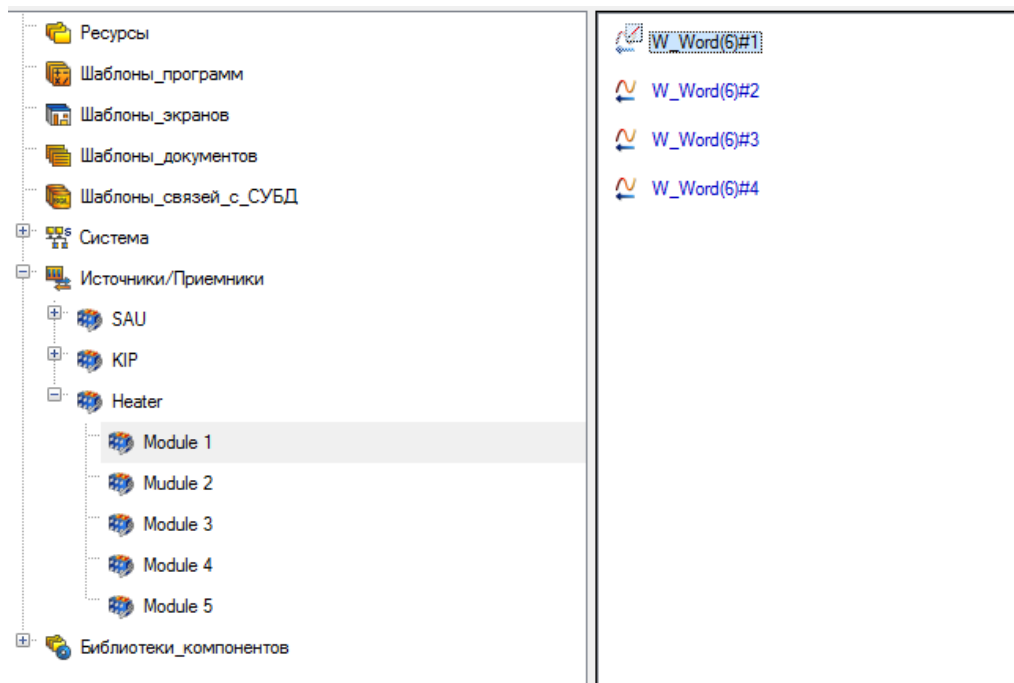 Ресурсы
Шаблоны_программ
Шаблоны_экранов
Шаблоны_документов
Шаблоны_связей_с_СУБД
Система
Источники/Приемники
SAU
KIP
Heater
Module 1
Mudule 2
Module 3
Module 4
Module 5
Библиотеки_компонентов
W_Word(6)#1
W_Word(6)#2
W_Word(6)#3
W_Word(6)#4